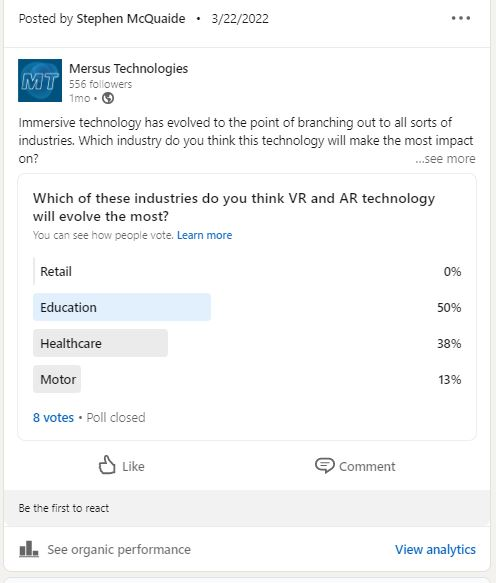 Posted by Stephen McQuaide • 3/22/2022
•••
MT
Mersus Technologies
556 followers
1mo •
Immersive technology has evolved to the point of branching out to all sorts of
industries. Which industry do you think this technology will make the most impact
on? ...see more
Which of these industries do you think VR and AR technology
will evolve the most?
You can see how people vote. Learn more
Retail 0%
Education 50%
Healthcare 38%
Motor 13%
8 votes • Poll closed
Like Comment
Be the first to react
See organic performance View analytics